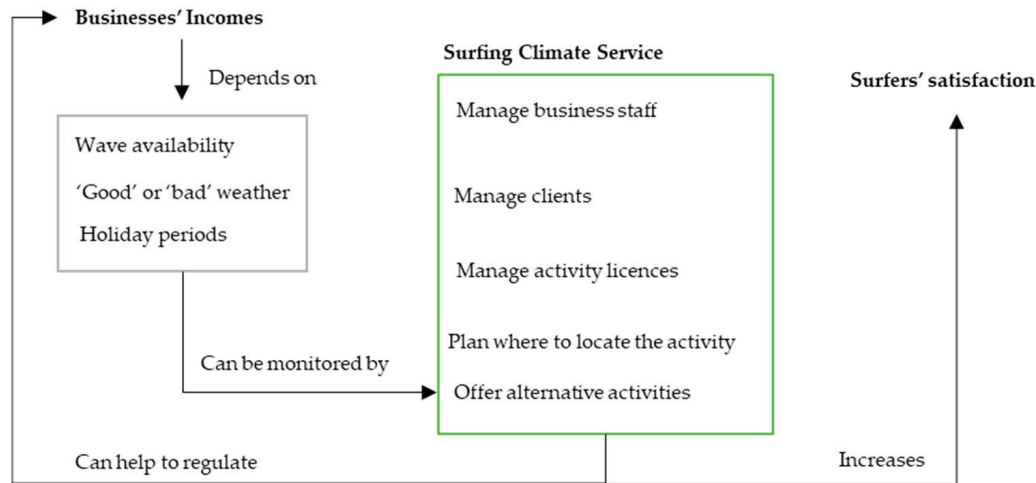 Businesses’ Incomes
Depends on
Wave availability
‘Good’ or ‘bad’ weather
Holiday periods
Can be monitored by
Surfing Climate Service
Manage business staff
Manage clients
Manage activity licences
Plan where to locate the activity
Offer alternative activities
Surfers’ satisfaction
Can help to regulate
Increases